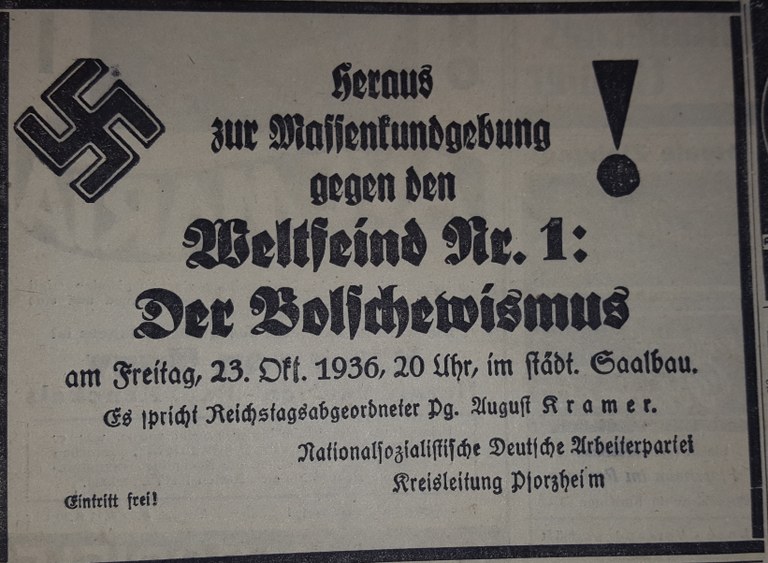 Heraus
zur Massenkundgebung
gegen den
Weltfeind Nr. 1:
Der Bolschewismus
am Freitag, 23. Okt. 1936, 20 Uhr, im städt. Saalbau.
Es spricht Reichstagsabgeordneter Pg. August Kramer.
Nationalsozialistische Deutsche Arbeiterpartei
Kreisleitung Pforzheim
Eintritt frei!